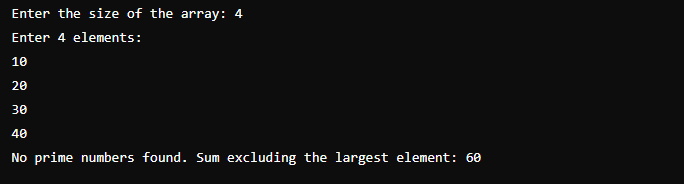 Enter the size of the array: 4
Enter 4 elements:
10
20
30
40
No prime numbers found. Sum excluding the largest element: 60